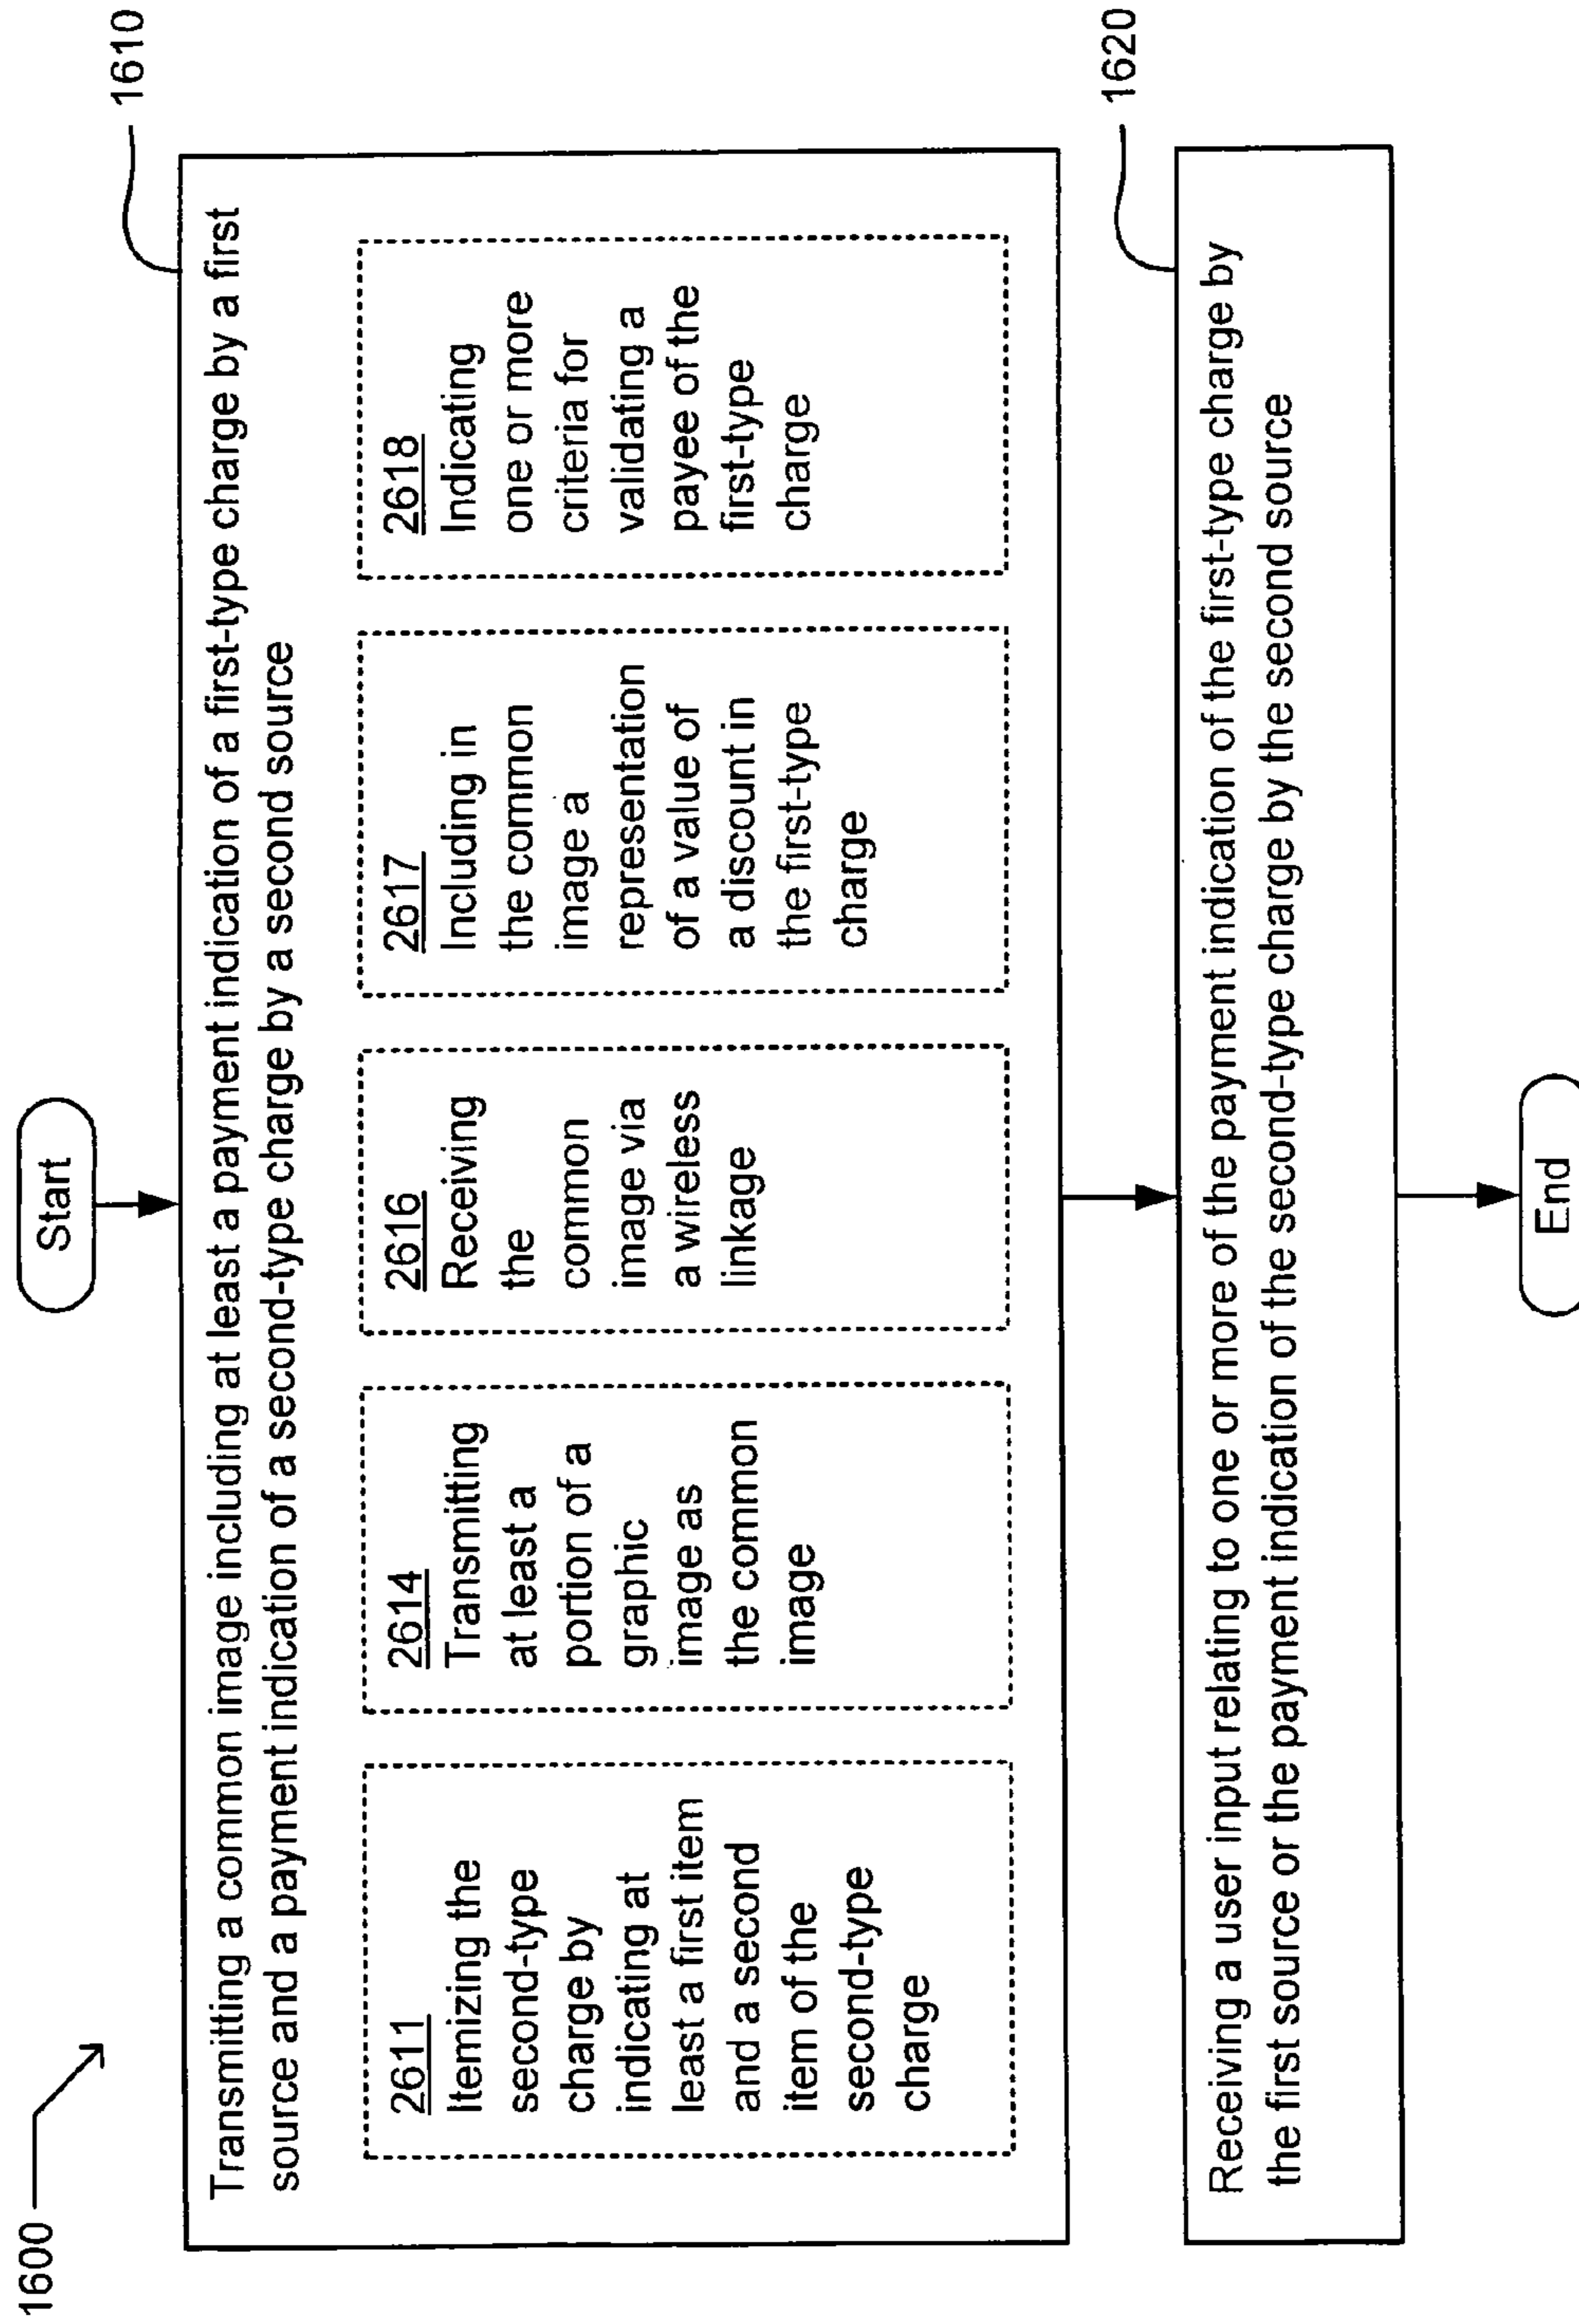 1600
Start
1610
Transmitting a common image including at least a payment indication of a first-type charge by a first
source and a payment indication of a second-type charge by a second source
2611
Itemizing the
second-type
charge by
indicating at
least a first item
and a second
item of the
second-type
charge
2614
Transmitting
at least a
portion of a
graphic
image as
the common
image
2616
Receiving
the
common
image via
a wireless
linkage
2617
Including in
the common
image a
representation
of a value of
a discount in
the first-type
charge
2618
Indicating
one or more
criteria for
validating a
payee of the
first-type
charge
1620
Receiving a user input relating to one or more of the payment indication of the first-type charge by
the first source or the payment indication of the second-type charge by the second source
End